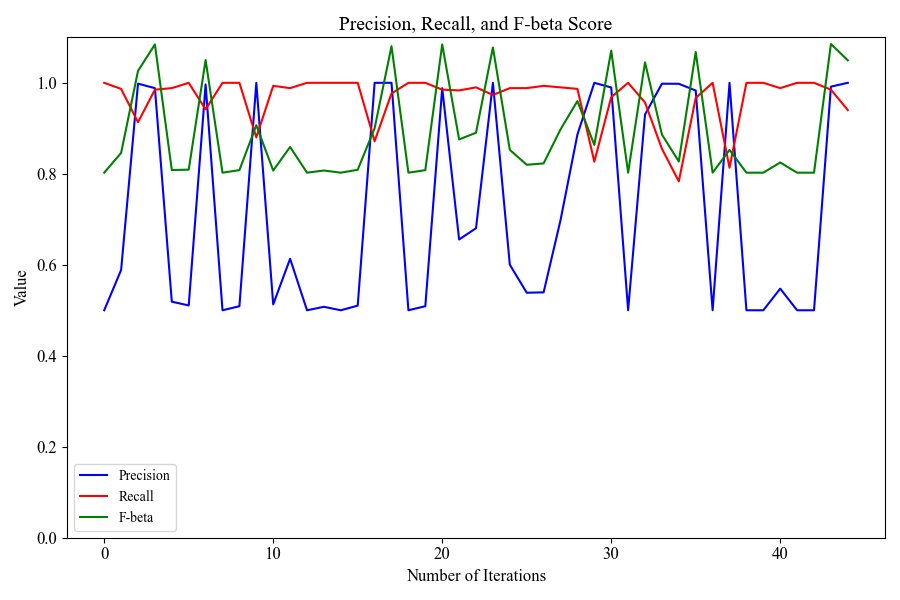 Precision, Recall, and F-beta Score
Value
1.0
0.8
0.6
0.4
0.2
0.0
Precision
Recall
F-beta
0 10 20 30 40
Number of Iterations